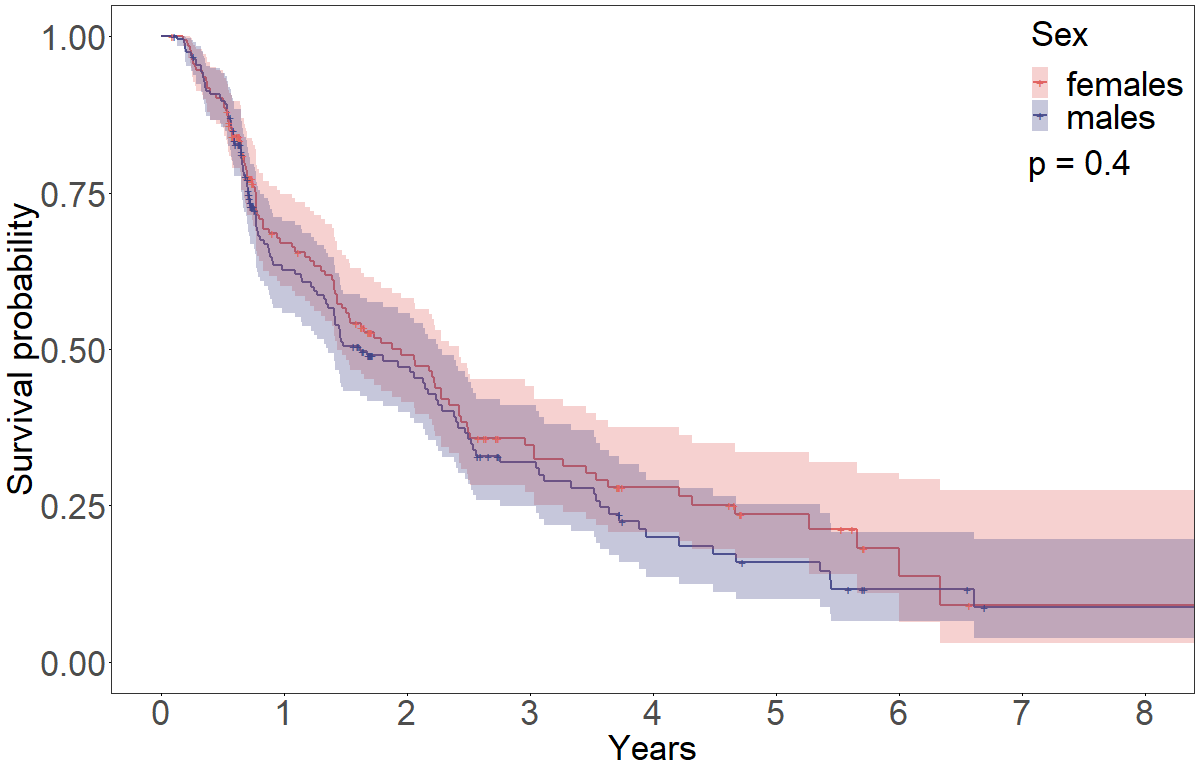 Sex
females
males
p = 0.4
Survival probability
1.00
0.75
0.50
0.25
0.00
0 1 2 3 4 5 6 7 8
Years